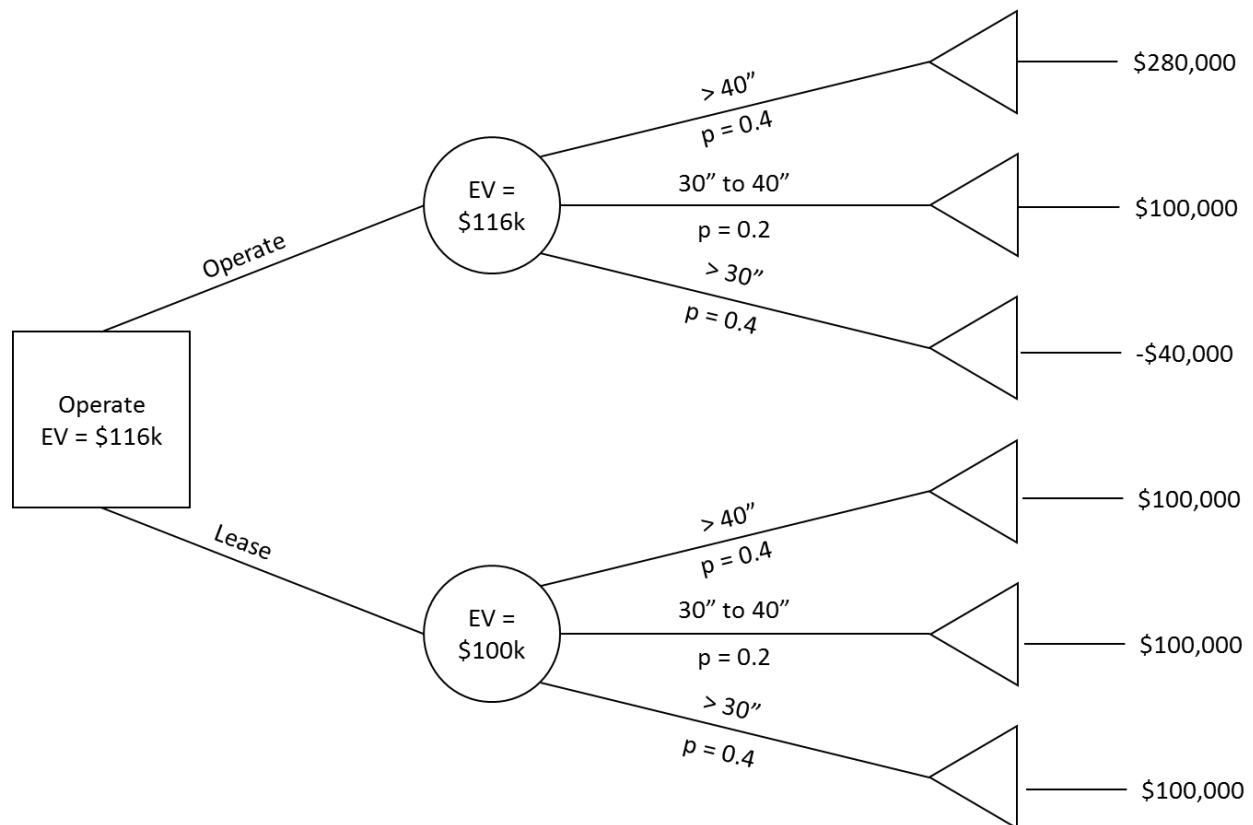 > 40”
p = 0.4
$280,000
30” to 40”
p = 0.2
$100,000
> 30”
p = 0.4
-$40,000
EV =
$116k
Operate
Operate
EV = $116k
Lease
> 40”
p = 0.4
$100,000
EV =
$100k
30” to 40”
p = 0.2
$100,000
> 30”
p = 0.4
$100,000